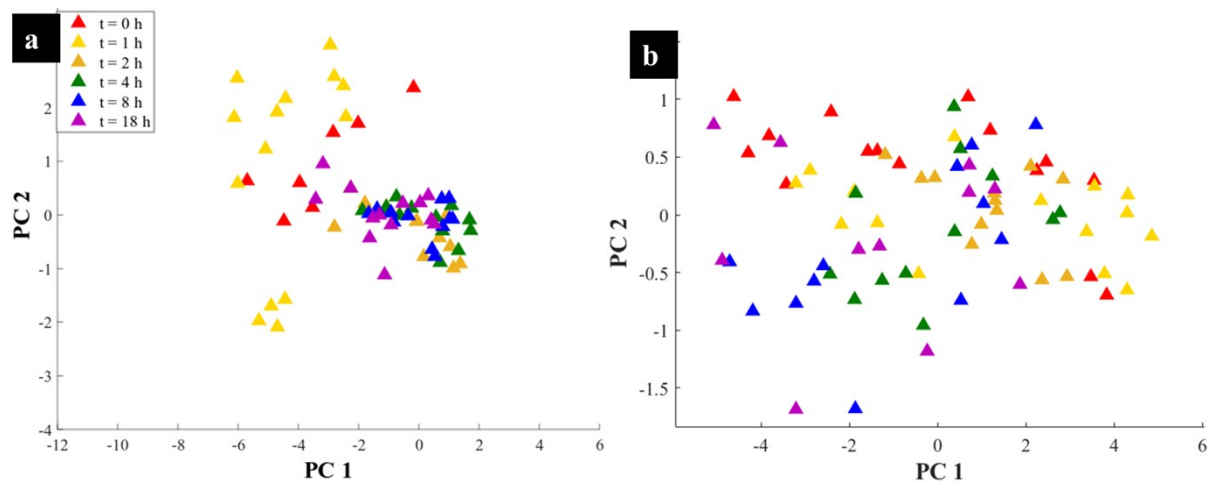 a
t = 0 h
t = 1 h
t = 2 h
t = 4 h
t = 8 h
t = 18 h
2
1
0
-1
-2
-3
-4
-12
-10
-8
-6
-4
-2
0
2
4
6
PC 1
PC 2
b
1
0.5
0
-0.5
-1
-1.5
-4
-2
0
2
4
6
PC 1
PC 2